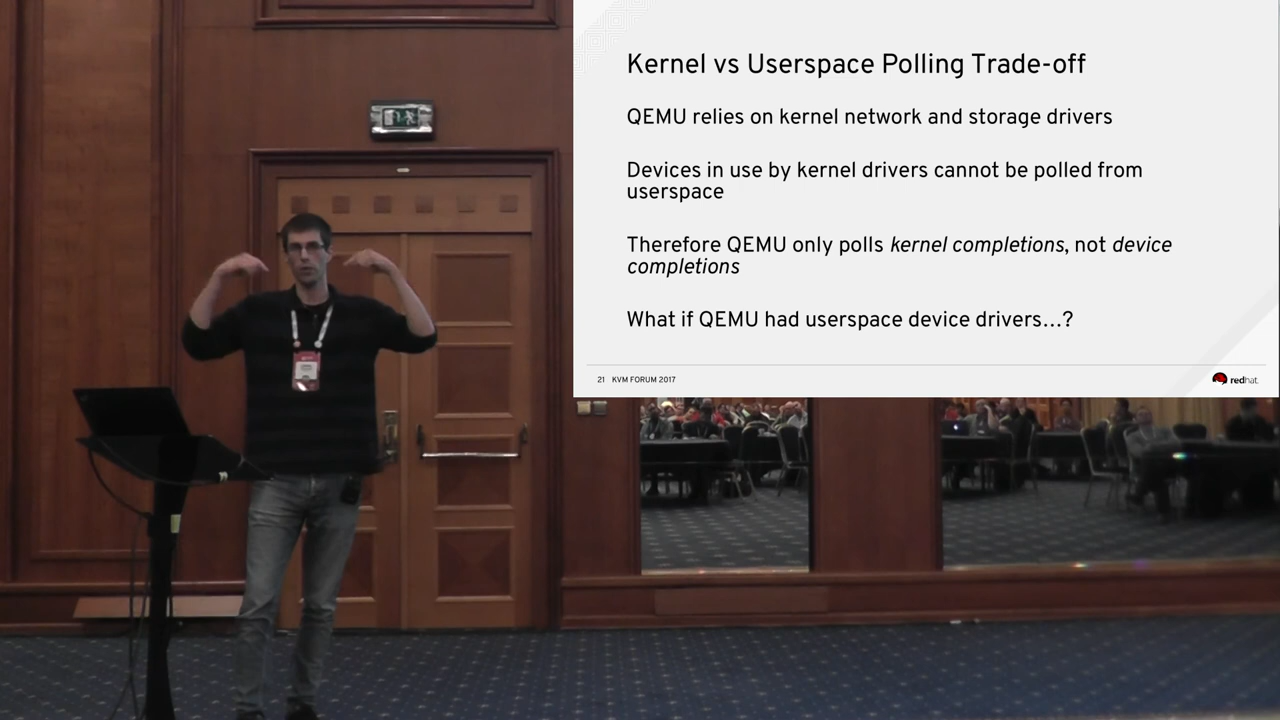 Kernel vs Userspace Polling Trade-off
QEMU relies on kernel network and storage drivers
Devices in use by kernel drivers cannot be polled from
userspace
Therefore QEMU only polls kernel completions, not device
completions
What if QEMU had userspace device drivers...?
21 KVM FORUM 2017
redhat.